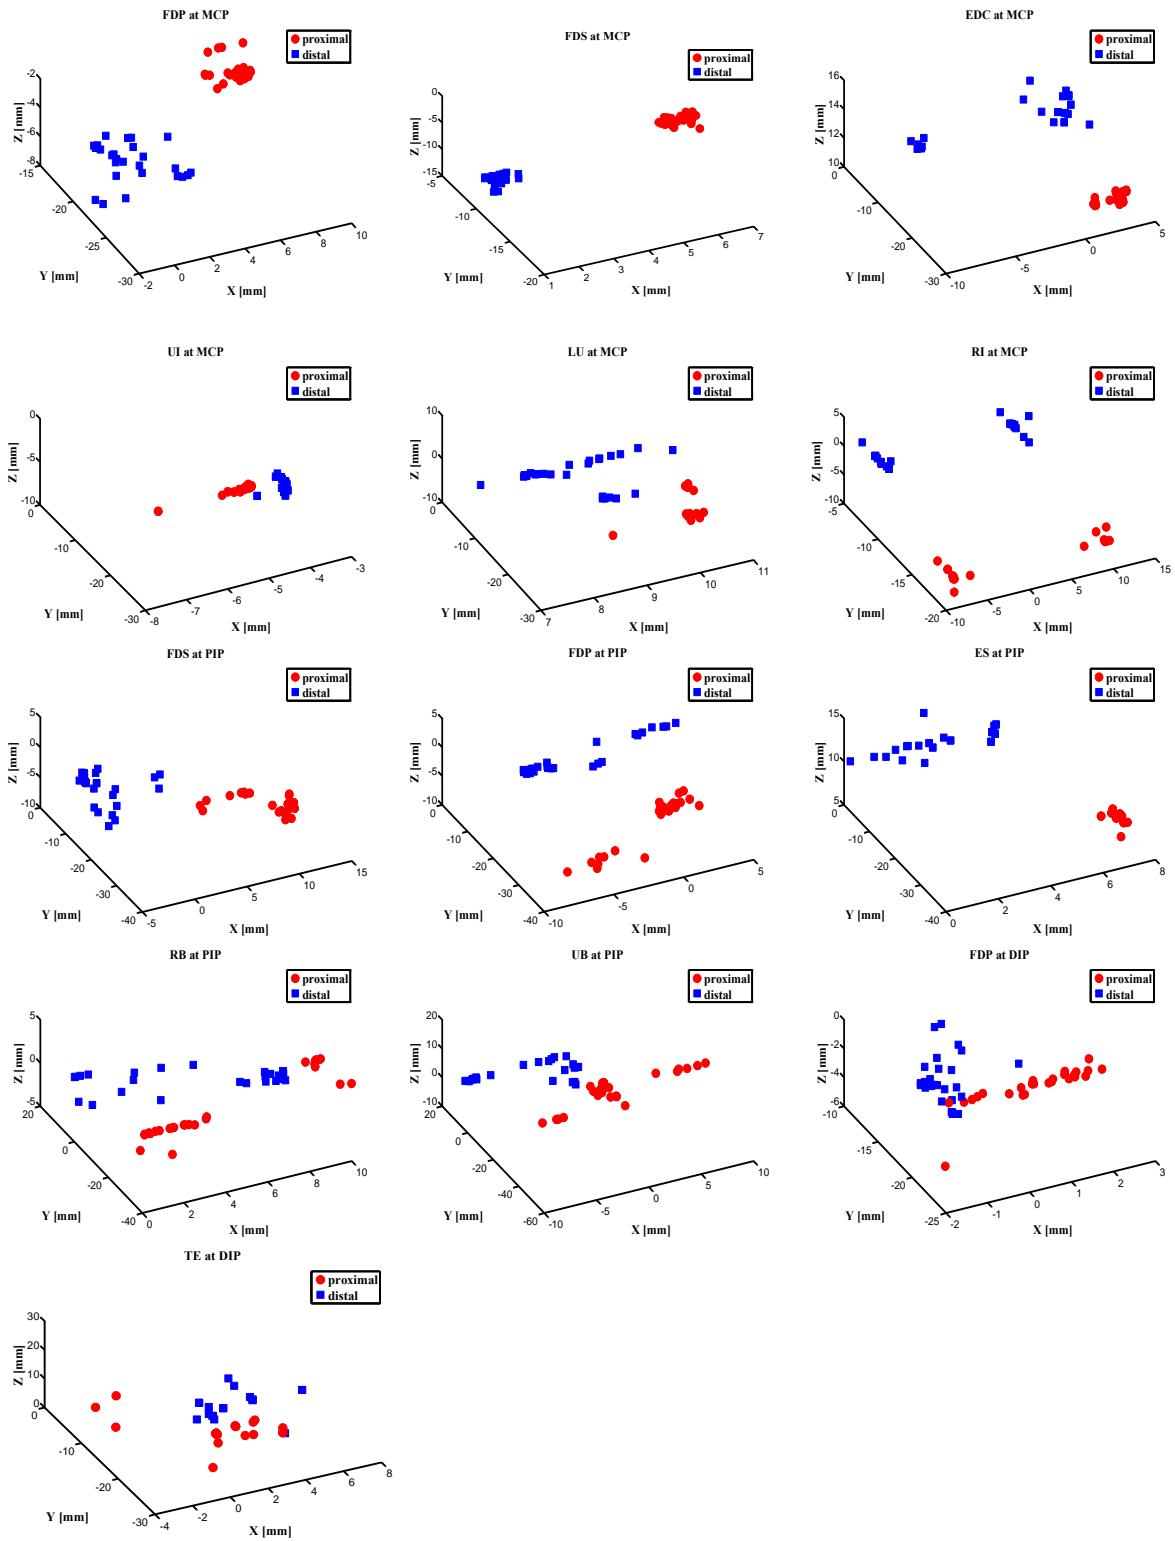 FDP at MCP
proximal
distal
Z [mm]
-2
-4
-6
-8
-15
-20
-25
-30
Y [mm]
-2
0
2
4
6
8
10
X [mm]
FDS at MCP
proximal
distal
Z [mm]
0
-5
-10
-15
-5
-10
-15
-20
Y [mm]
1
2
3
4
5
6
7
X [mm]
EDC at MCP
proximal
distal
Z [mm]
16
14
12
10
0
-10
-20
-30
Y [mm]
-10
-5
0
5
X [mm]
UI at MCP
proximal
distal
Z [mm]
0
-5
-10
0
-10
-20
-30
Y [mm]
-8
-7
-6
-5
-4
-3
X [mm]
LU at MCP
proximal
distal
Z [mm]
10
0
-10
0
-10
-20
-30
Y [mm]
7
8
9
10
11
X [mm]
RI at MCP
proximal
distal
Z [mm]
5
0
-5
-10
-5
-10
-15
-20
Y [mm]
-10
-5
0
5
10
15
X [mm]
FDS at PIP
proximal
distal
Z [mm]
5
0
-5
-10
0
-10
-20
-30
-40
Y [mm]
-5
0
5
10
15
X [mm]
FDP at PIP
proximal
distal
Z [mm]
5
0
-5
-10
0
-10
-20
-30
-40
Y [mm]
-10
-5
0
5
X [mm]
ES at PIP
proximal
distal
Z [mm]
15
10
5
0
-10
-20
-30
-40
Y [mm]
0
2
4
6
8
X [mm]
RB at PIP
proximal
distal
Z [mm]
5
0
-5
20
0
-20
-40
Y [mm]
0
2
4
6
8
10
X [mm]
UB at PIP
proximal
distal
Z [mm]
20
10
0
-10
20
0
-20
-40
-60
Y [mm]
-10
-5
0
5
10
X [mm]
FDP at DIP
proximal
distal
Z [mm]
0
-2
-4
-6
-10
-15
-20
-25
Y [mm]
-2
-1
0
1
2
3
X [mm]
TE at DIP
proximal
distal
Z [mm]
30
20
10
0
0
-10
-20
-30
Y [mm]
-4
-2
0
2
4
6
8
X [mm]